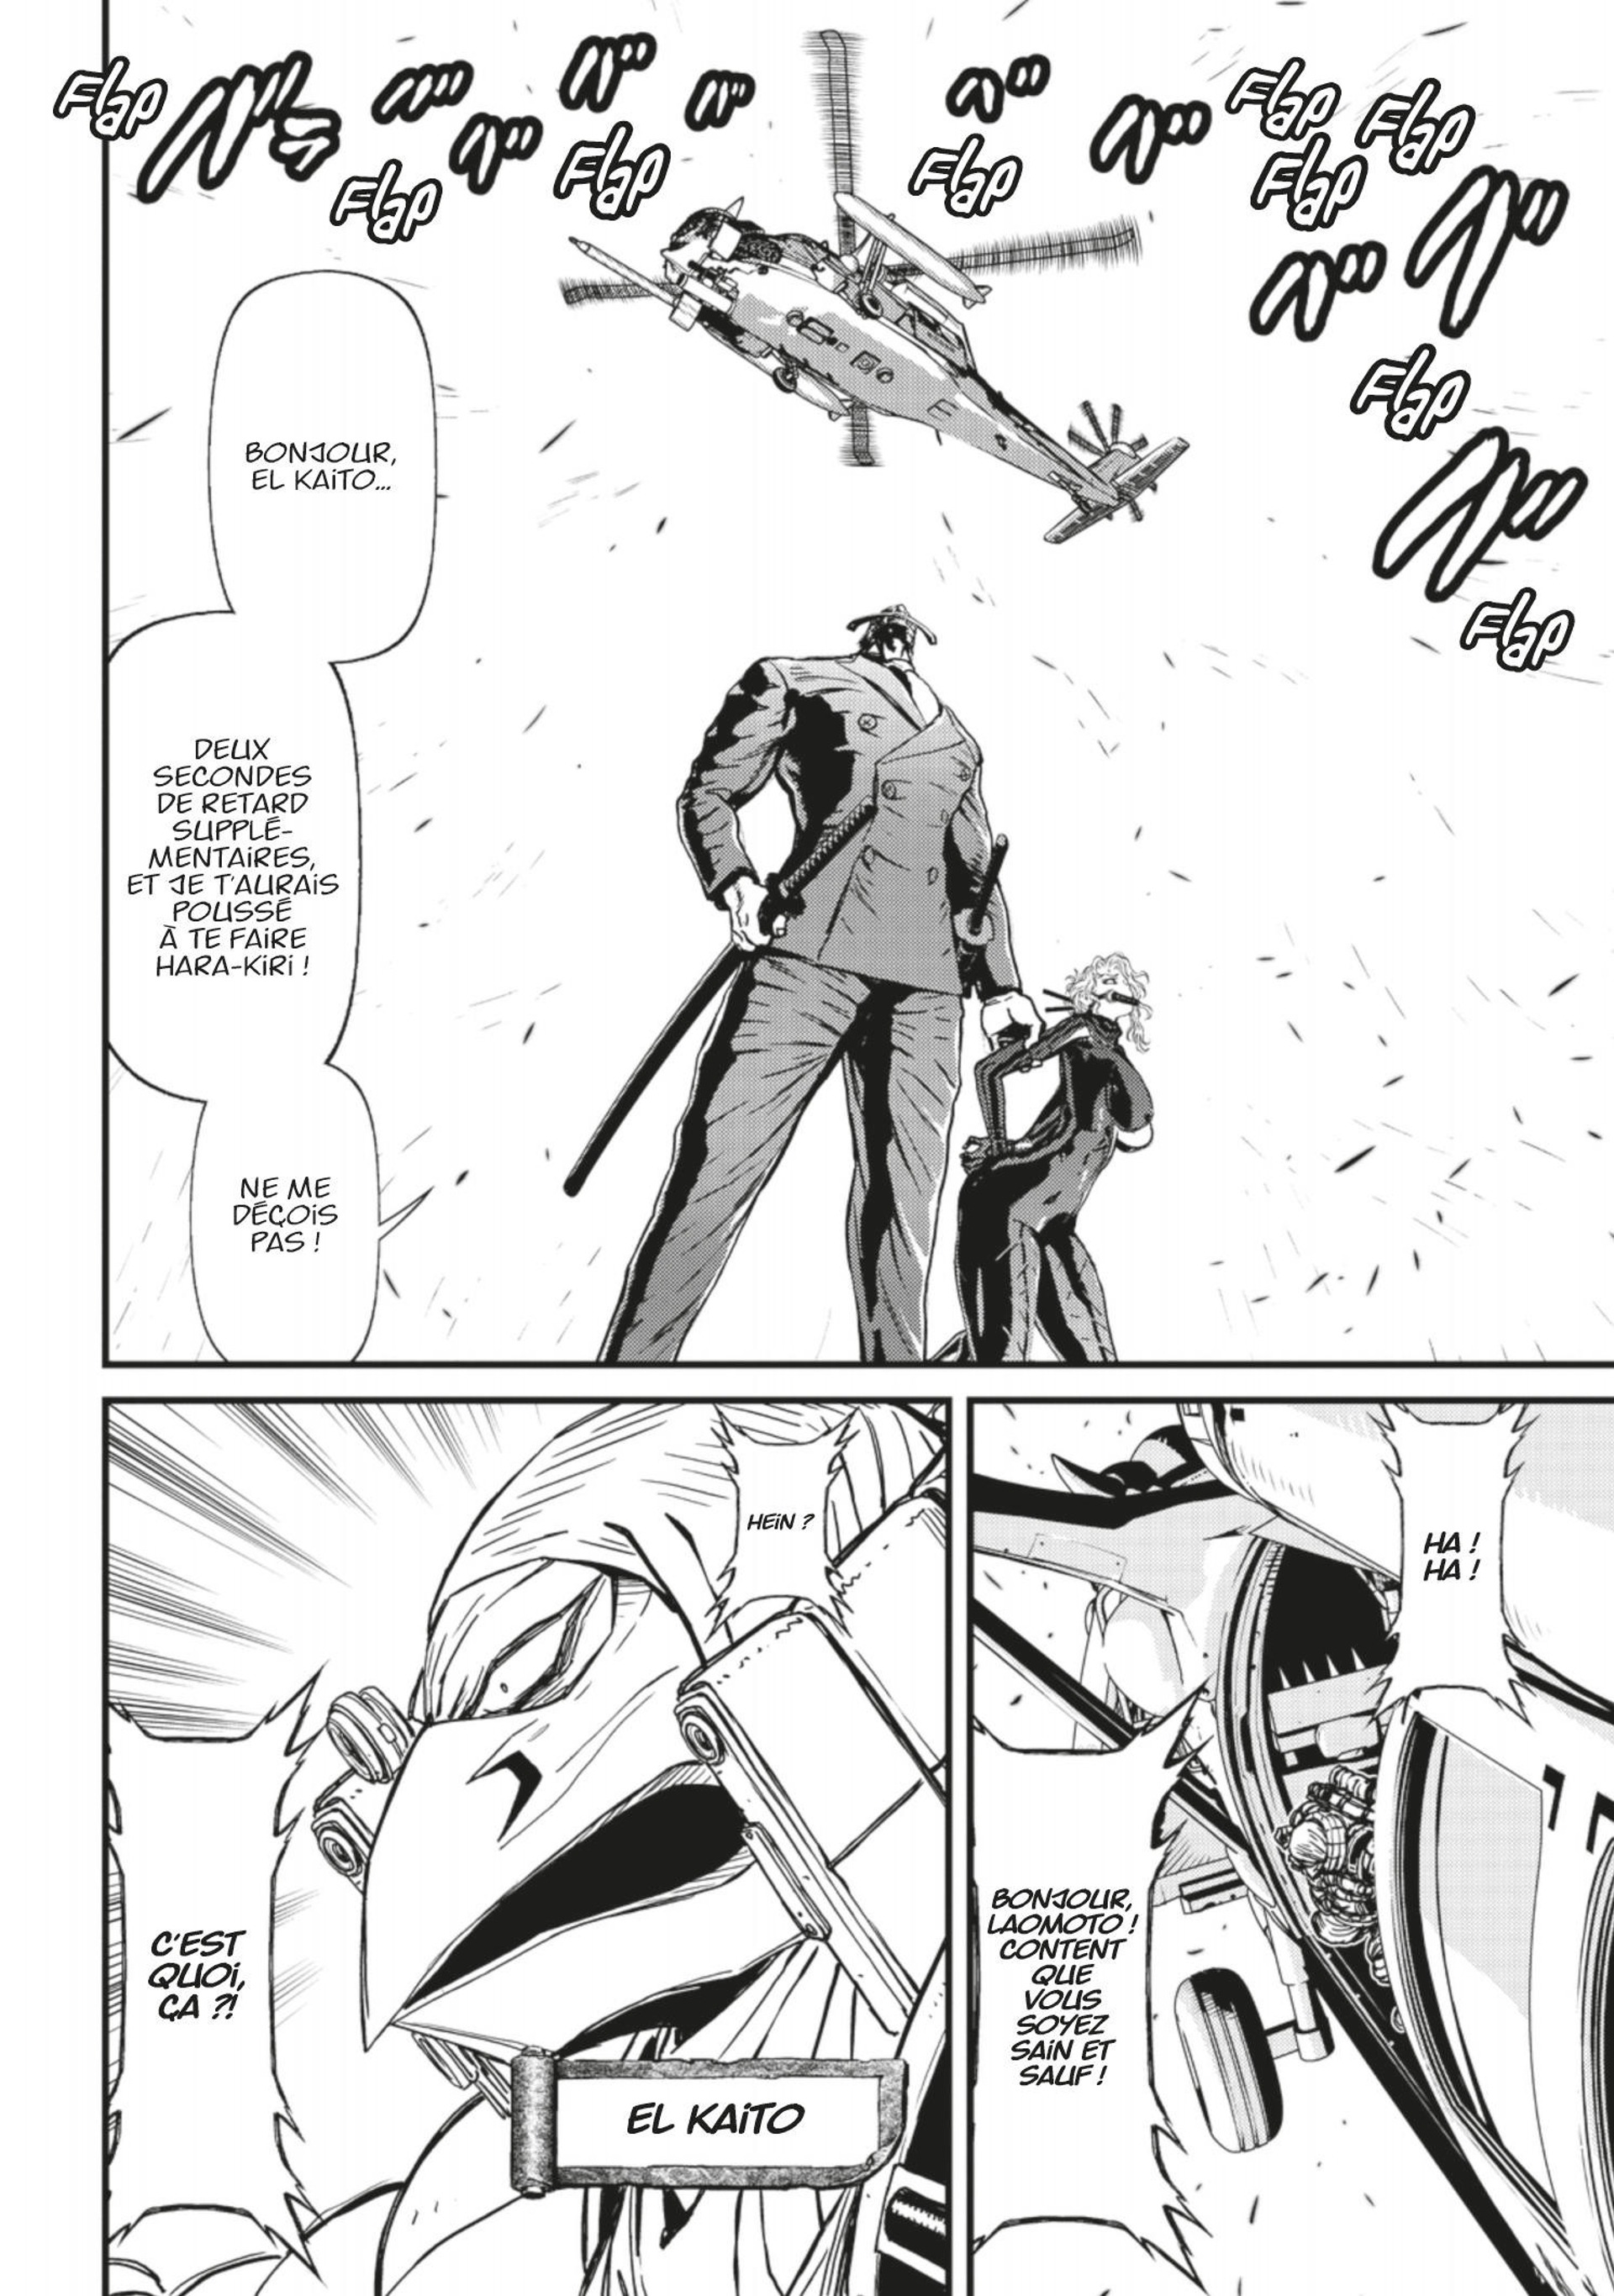 Flap
Flap
Flap
Flap
Flap
Flap
Flap
Flap
Flap
バラ
バ
バ
バ
バ
バ
バ
バ
バ
バ
BONJOUR,
EL KAiTO...
DEUX
SECONDES
DE RETARD
SUPPLÉ-
MENTAiRES,
ET JE T'AURAiS
POUSSÉ
À TE FAiRE
HARA-KiRi !
NE ME
DÉÇOiS
PAS !
HA !
HA !
BONJOUR,
LAOMOTO !
CONTENT
QUE
VOUS
SOYEZ
SAiN ET
SAUF !
HEiN ?
C'EST
QUOi,
ÇA ?!
EL KAiTO